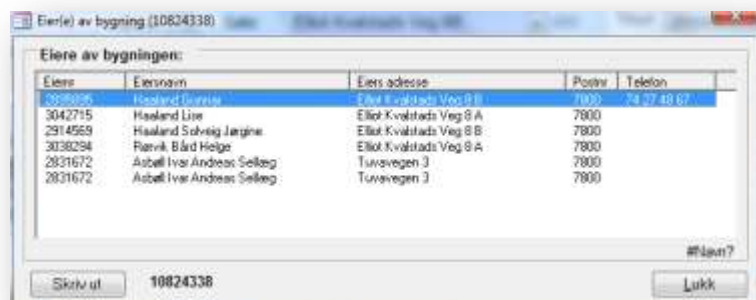 Eier(e) av bygning (10824338)
Eiere av bygningen:
Eiernr Eiersnavn Eiers adresse Postnr Telefon
2895095 Haaland Gunnar Elliot Kvalstads Veg 8 B 7800 74 27 48 67
3042715 Haaland Lise Elliot Kvalstads Veg 8 A 7800
2914569 Haaland Solveig Jørgine Elliot Kvalstads Veg 8 B 7800
3038294 Rørvik Bård Helge Elliot Kvalstads Veg 8 A 7800
2831672 Asbøll Ivar Andreas Sellæg Tuvavegen 3 7800
2831672 Asbøll Ivar Andreas Sellæg Tuvavegen 3 7800
#Navn?
Skriv ut 10824338 Lukk